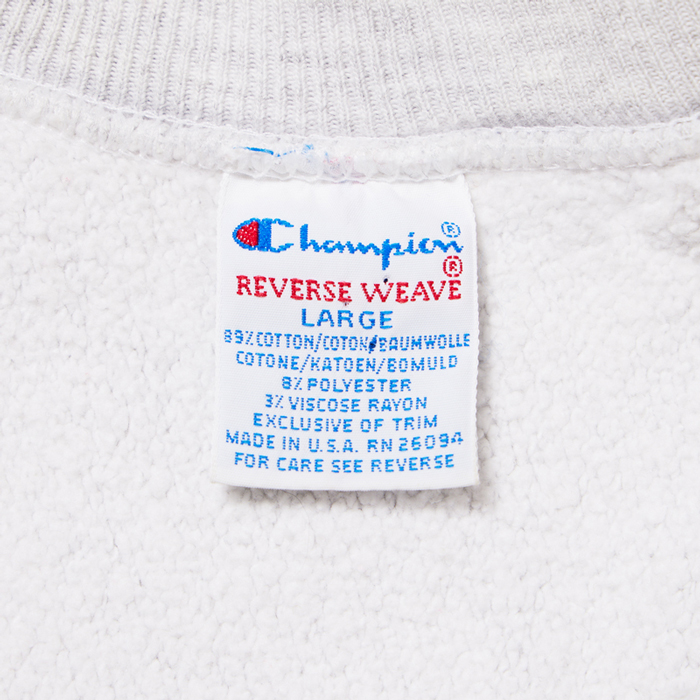 Champion®
®
REVERSE WEAVE
LARGE
89% COTTON/COTON/BAUMWOLLE
COTONE/KATOEN/BOMULD
8% POLYESTER
3% VISCOSE RAYON
EXCLUSIVE OF TRIM
MADE IN U.S.A. RN 26094
FOR CARE SEE REVERSE